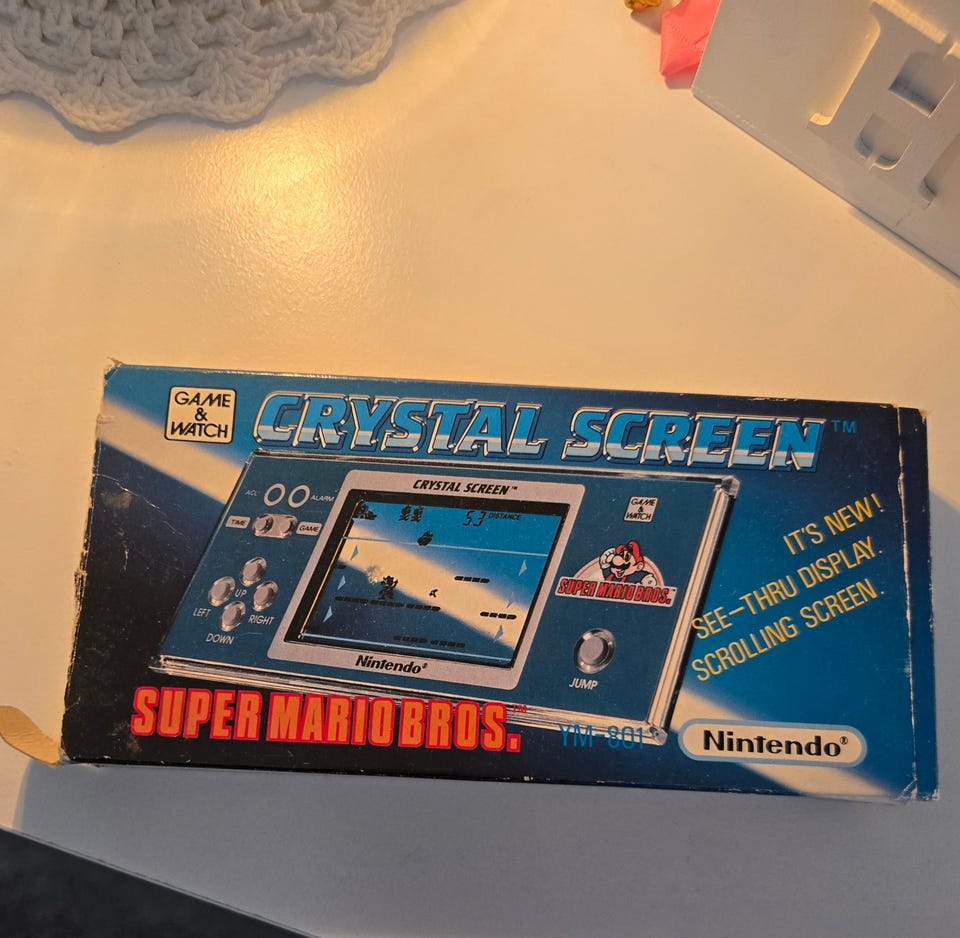 GAME
&
WATCH
CRYSTAL SCREEN™
CRYSTAL SCREEN™
ACL
ALARM
TIME
GAME
53 DISTANCE
GAME
&
WATCH
SUPER MARIO BROS.™
UP
LEFT
RIGHT
DOWN
JUMP
Nintendo®
IT'S NEW!
SEE-THRU DISPLAY.
SCROLLING SCREEN.
SUPER MARIO BROS.™
YM-801
Nintendo®
H